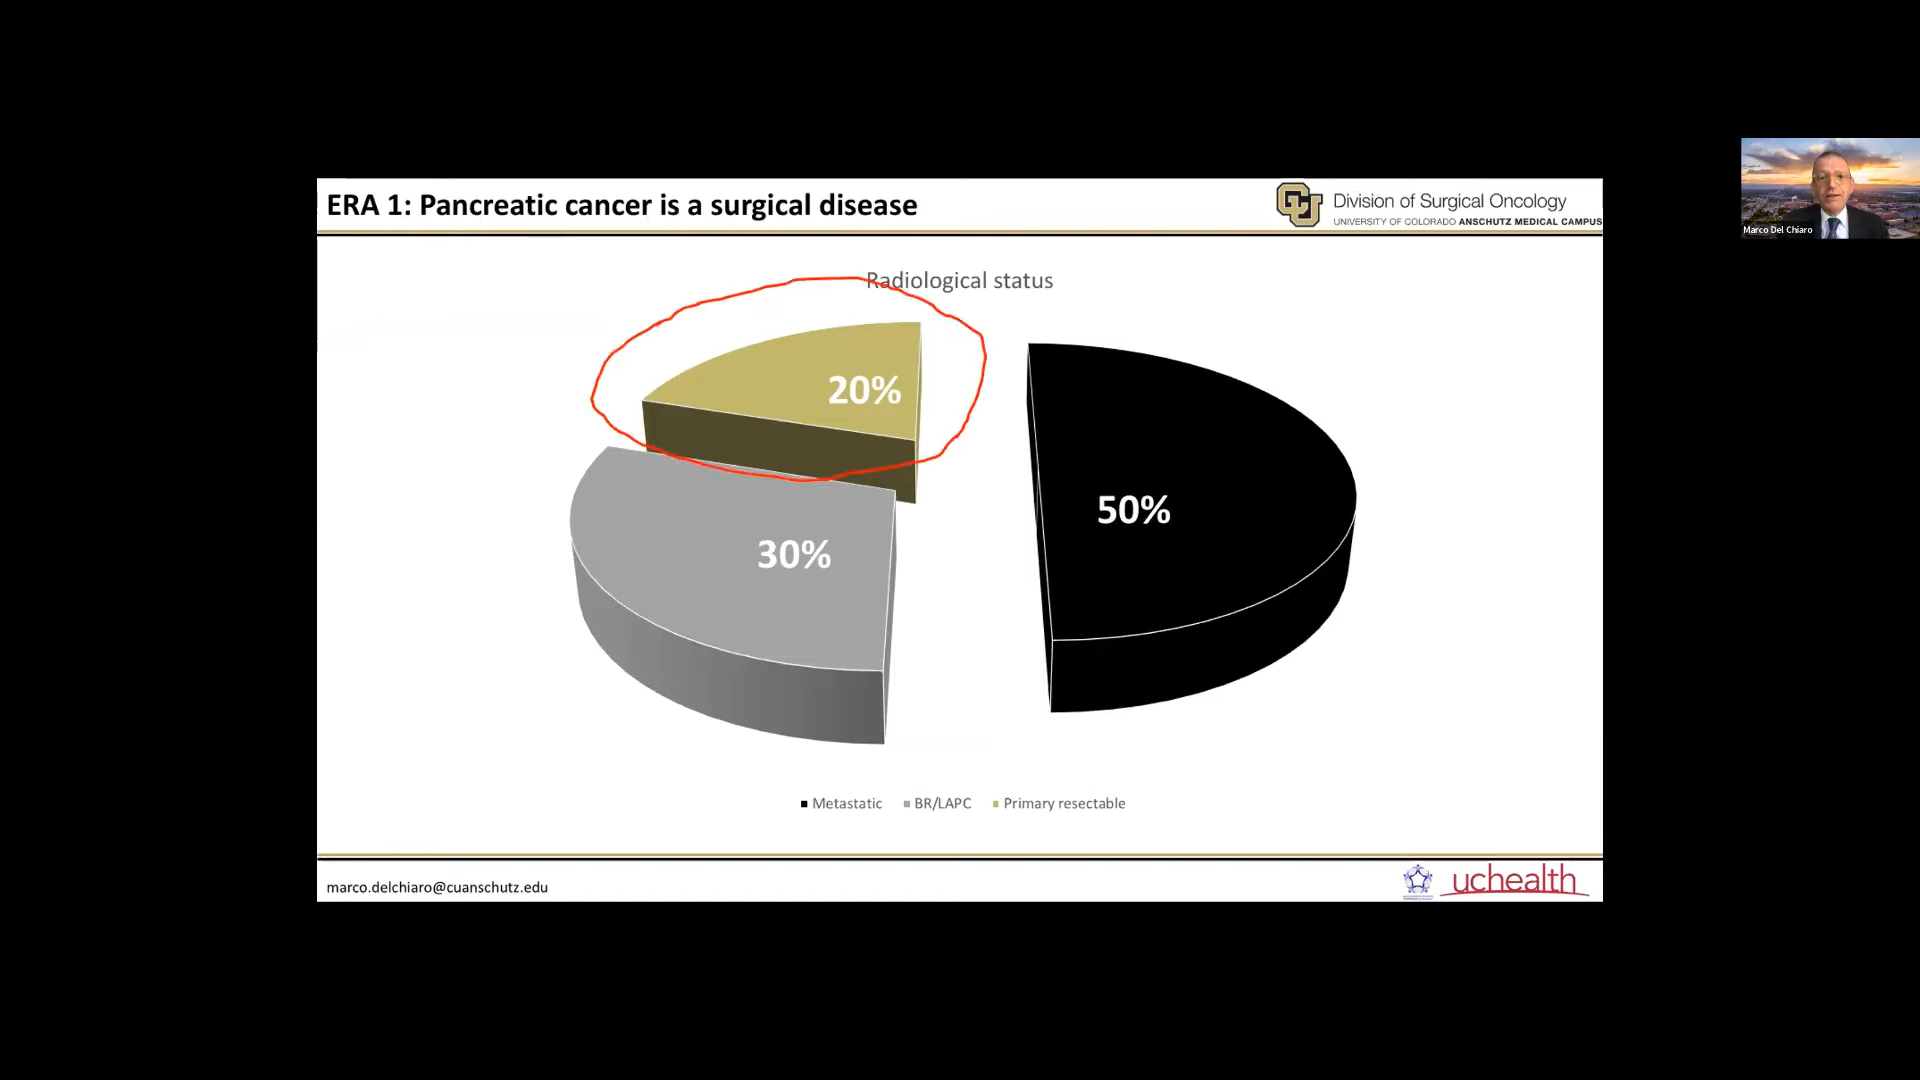 ERA 1: Pancreatic cancer is a surgical disease
Division of Surgical Oncology
UNIVERSITY OF COLORADO ANSCHUTZ MEDICAL CAMPUS
Marco Del Chiaro
Radiological status
20%
50%
30%
Metastatic BR/LAPC Primary resectable
marco.delchiaro@cuanschutz.edu
uchealth